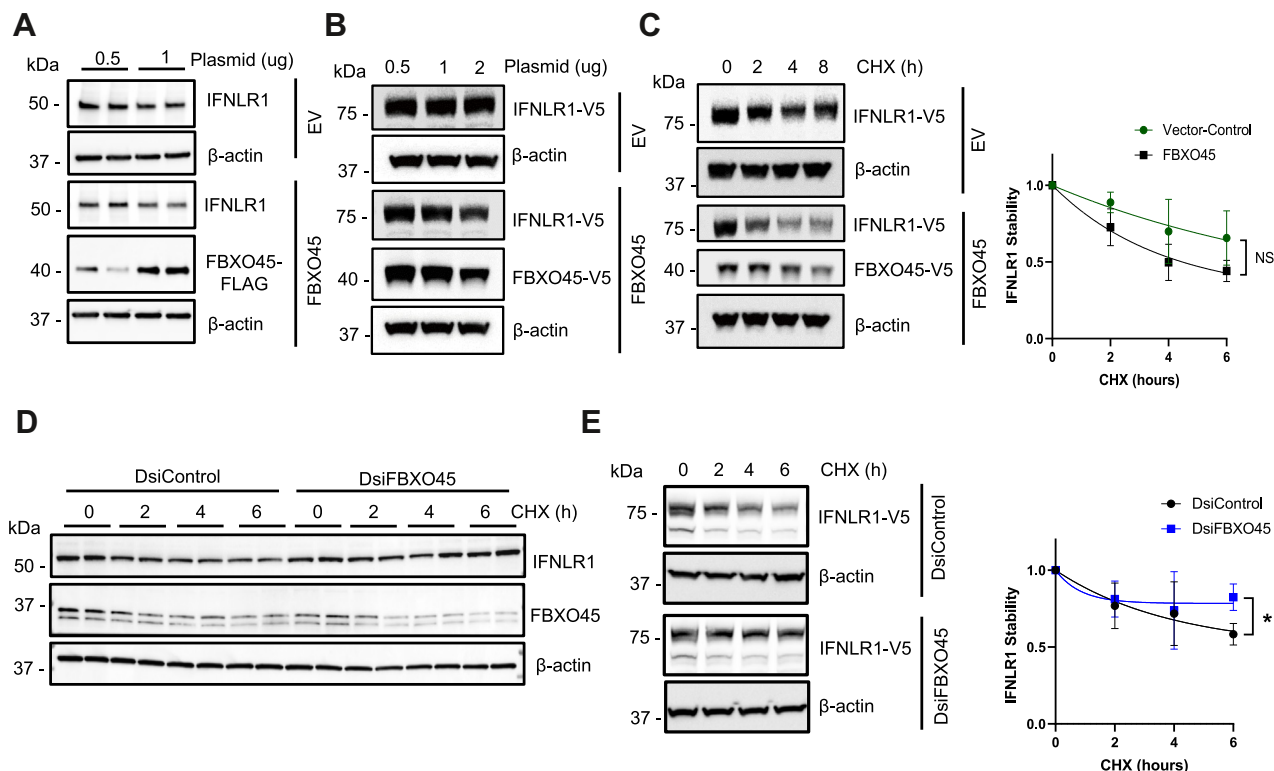 A
0.5 1 Plasmid (ug)
kDa
50 - IFNLR1
37 - β-actin
EV
50 - IFNLR1
40 - FBXO45-
FLAG
37 - β-actin
FBXO45
B
0.5 1 2 Plasmid (ug)
kDa
75 - IFNLR1-V5
37 - β-actin
EV
75 - IFNLR1-V5
40 - FBXO45-V5
37 - β-actin
FBXO45
C
0 2 4 8 CHX (h)
kDa
75 - IFNLR1-V5
37 - β-actin
EV
75 - IFNLR1-V5
40 - FBXO45-V5
37 - β-actin
FBXO45
Vector-Control
FBXO45
IFNLR1 Stability
1.0
0.5
0.0
NS
0 2 4 6
CHX (hours)
D
DsiControl DsiFBXO45
0 2 4 6 0 2 4 6 CHX (h)
kDa
50 - IFNLR1
37 - FBXO45
37 - β-actin
E
0 2 4 6 CHX (h)
kDa
75 - IFNLR1-V5
37 - β-actin
DsiControl
75 - IFNLR1-V5
37 - β-actin
DsiFBXO45
DsiControl
DsiFBXO45
IFNLR1 Stability
1.0
0.5
0.0
*
0 2 4 6
CHX (hours)